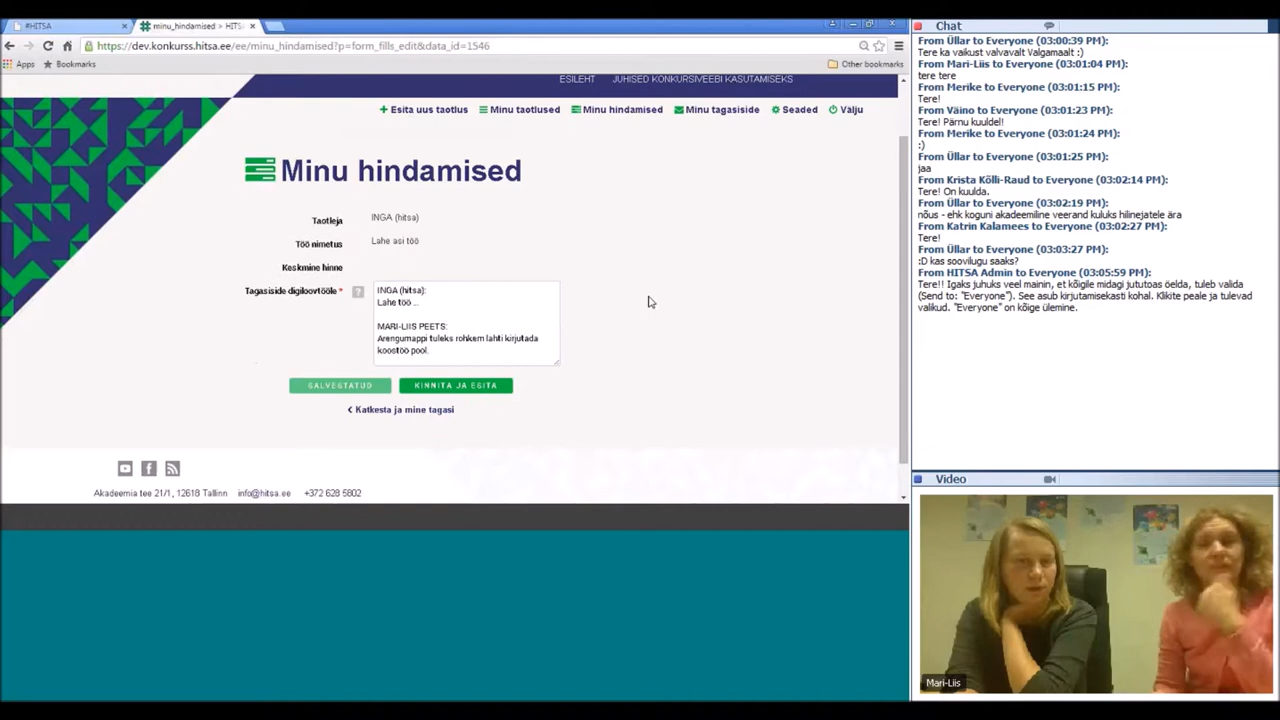 #HITSA
minu_hindamised > HITS
https://dev.konkurss.hitsa.ee/ee/minu_hindamised?p=form_fills_edit&data_id=1546
Apps
Bookmarks
Other bookmarks
ESILEHT
JUHISED KONKURSIVEEBI KASUTAMISEKS
Esita uus taotlus
Minu taotlused
Minu hindamised
Minu tagasiside
Seaded
Välju
Minu hindamised
Taotleja
INGA (hitsa)
Töö nimetus
Lahe asi töö
Keskmine hinne
Tagasiside digiloovtööle * ?
INGA (hitsa):
Lahe töö ...
MARI-LIIS PEETS:
Arengumappi tuleks rohkem lahti kirjutada
koostöö pool.
SALVESTATUD
KINNITA JA ESITA
Katkesta ja mine tagasi
Akadeemia tee 21/1, 12618 Tallinn
info@hitsa.ee
+372 628 5802
Chat
From Üllar to Everyone (03:00:39 PM):
Tere ka vaikust valvavalt Valgamaalt :)
From Mari-Liis to Everyone (03:01:04 PM):
tere tere
From Merike to Everyone (03:01:15 PM):
Tere!
From Väino to Everyone (03:01:23 PM):
Tere! Pärnu kuuldel!
From Merike to Everyone (03:01:24 PM):
:)
From Üllar to Everyone (03:01:25 PM):
jaa
From Krista Kõlli-Raud to Everyone (03:02:14 PM):
Tere! On kuulda.
From Üllar to Everyone (03:02:19 PM):
nõus - ehk koguni akadeemiline veerand kuluks hilinejatele ära
From Katrin Kalamees to Everyone (03:02:27 PM):
Tere!
From Üllar to Everyone (03:03:27 PM):
:D kas soovilugu saaks?
From HITSA Admin to Everyone (03:05:59 PM):
Tere!! Igaks juhuks veel mainin, et kõigile midagi jututoas öelda, tuleb valida
(Send to: "Everyone"). See asub kirjutamisekasti kohal. Klikite peale ja tulevad
valikud. "Everyone" on kõige ülemine.
Video
Mari-Liis